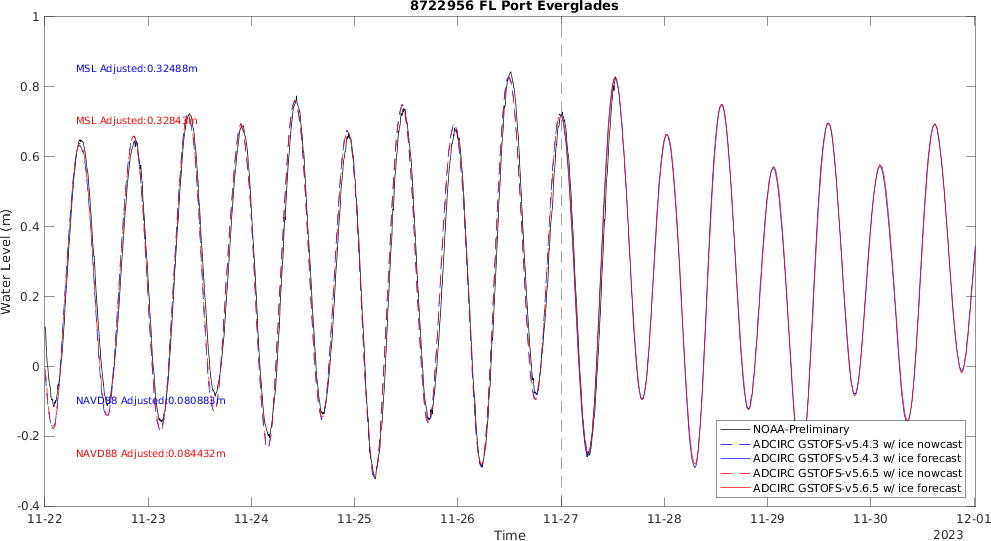 8722956 FL Port Everglades
1
0.8
0.6
0.4
0.2
0
-0.2
-0.4
Water Level (m)
MSL Adjusted:0.32488m
MSL Adjusted:0.32843m
NAVD88 Adjusted:0.080883m
NAVD88 Adjusted:0.084432m
NOAA-Preliminary
ADCIRC GSTOFS-v5.4.3 w/ ice nowcast
ADCIRC GSTOFS-v5.4.3 w/ ice forecast
ADCIRC GSTOFS-v5.6.5 w/ ice nowcast
ADCIRC GSTOFS-v5.6.5 w/ ice forecast
11-22 11-23 11-24 11-25 11-26 11-27 11-28 11-29 11-30 12-01
Time
2023